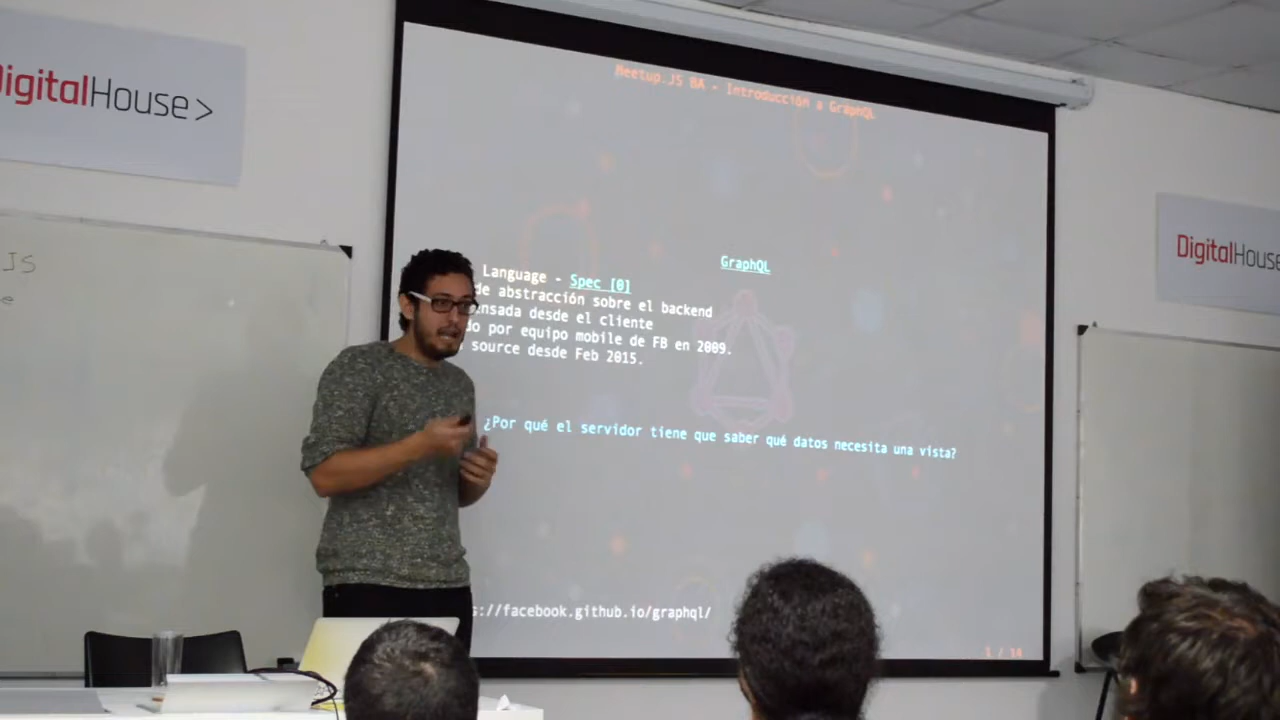 DigitalHouse>
JS
e
Meetup.JS BA - Introducción a GraphQL
GraphQL
Language - Spec [0]
de abstracción sobre el backend
ensada desde el cliente
do por equipo mobile de FB en 2009.
source desde Feb 2015.
¿Por qué el servidor tiene que saber qué datos necesita una vista?
s://facebook.github.io/graphql/
DigitalHouse